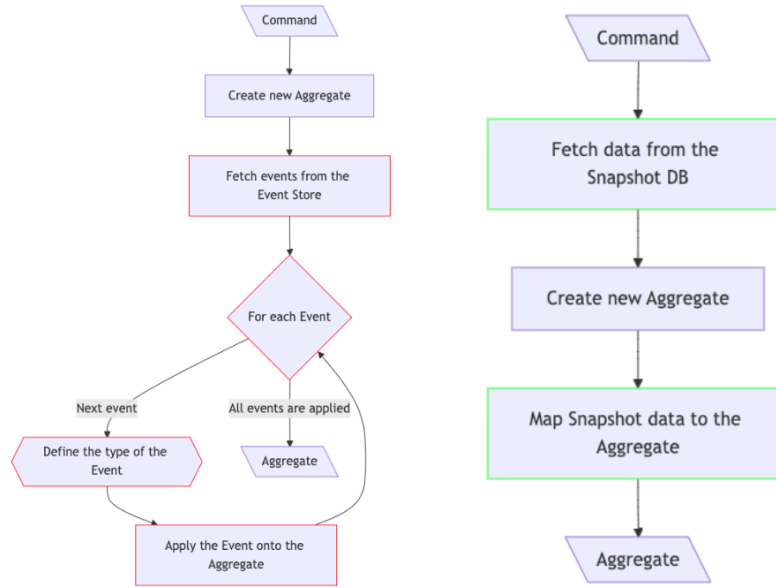 Command
Create new Aggregate
Fetch events from the
Event Store
For each Event
Next event
All events are applied
Define the type of the
Event
Aggregate
Apply the Event onto the
Aggregate
Command
Fetch data from the
Snapshot DB
Create new Aggregate
Map Snapshot data to the
Aggregate
Aggregate